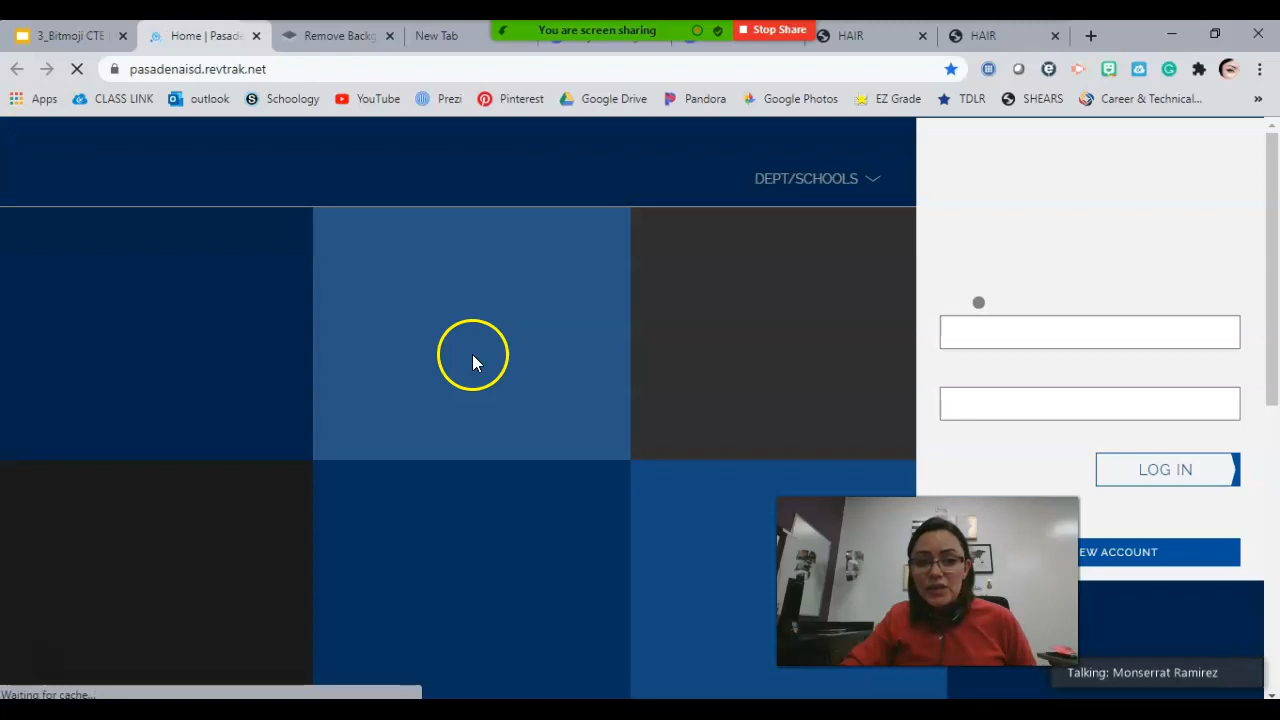 You are screen sharing
Stop Share
3_Bitmoji CTE
Home | Pasade
Remove Backg
New Tab
HAIR
HAIR
pasadenaisd.revtrak.net
Apps
CLASS LINK
outlook
Schoology
YouTube
Prezi
Pinterest
Google Drive
Pandora
Google Photos
EZ Grade
TDLR
SHEARS
Career & Technical...
DEPT/SCHOOLS
LOG IN
EW ACCOUNT
Talking: Monserrat Ramirez
Waiting for cache...